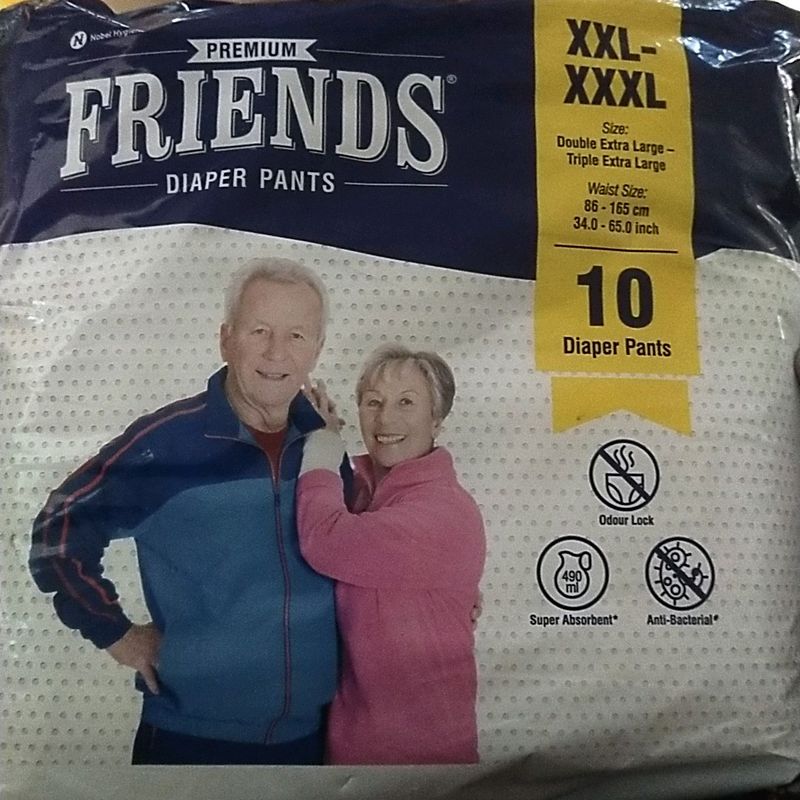 Nobel Hygiene
PREMIUM
FRIENDS®
DIAPER PANTS
XXL-
XXXL
Size:
Double Extra Large –
Triple Extra Large
Waist Size:
86 - 165 cm
34.0 - 65.0 inch
10
Diaper Pants
Odour Lock
490
ml
Super Absorbent*
Anti-Bacterial#